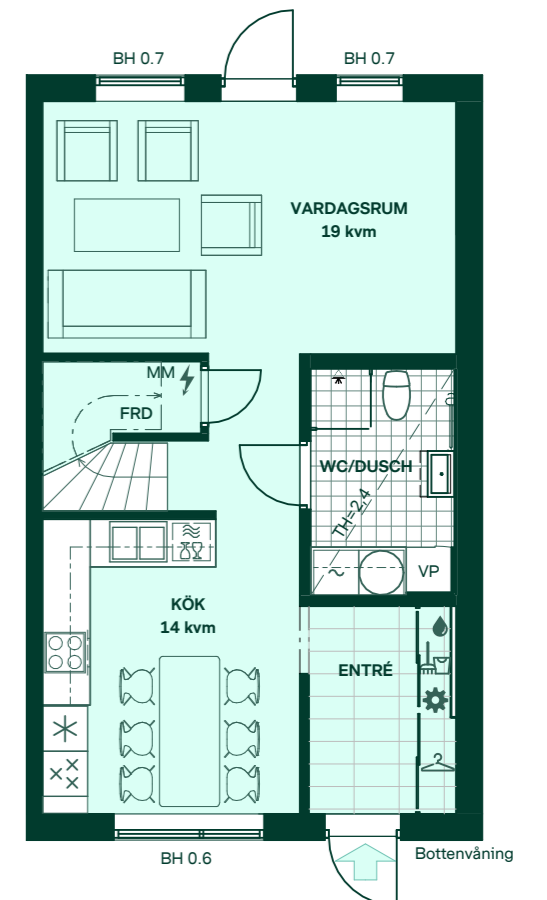 BH 0.7
BH 0.7
VARDAGSRUM
19 kvm
MM
FRD
WC/DUSCH
TH=2,4
VP
KÖK
14 kvm
ENTRÉ
BH 0.6
Bottenvåning